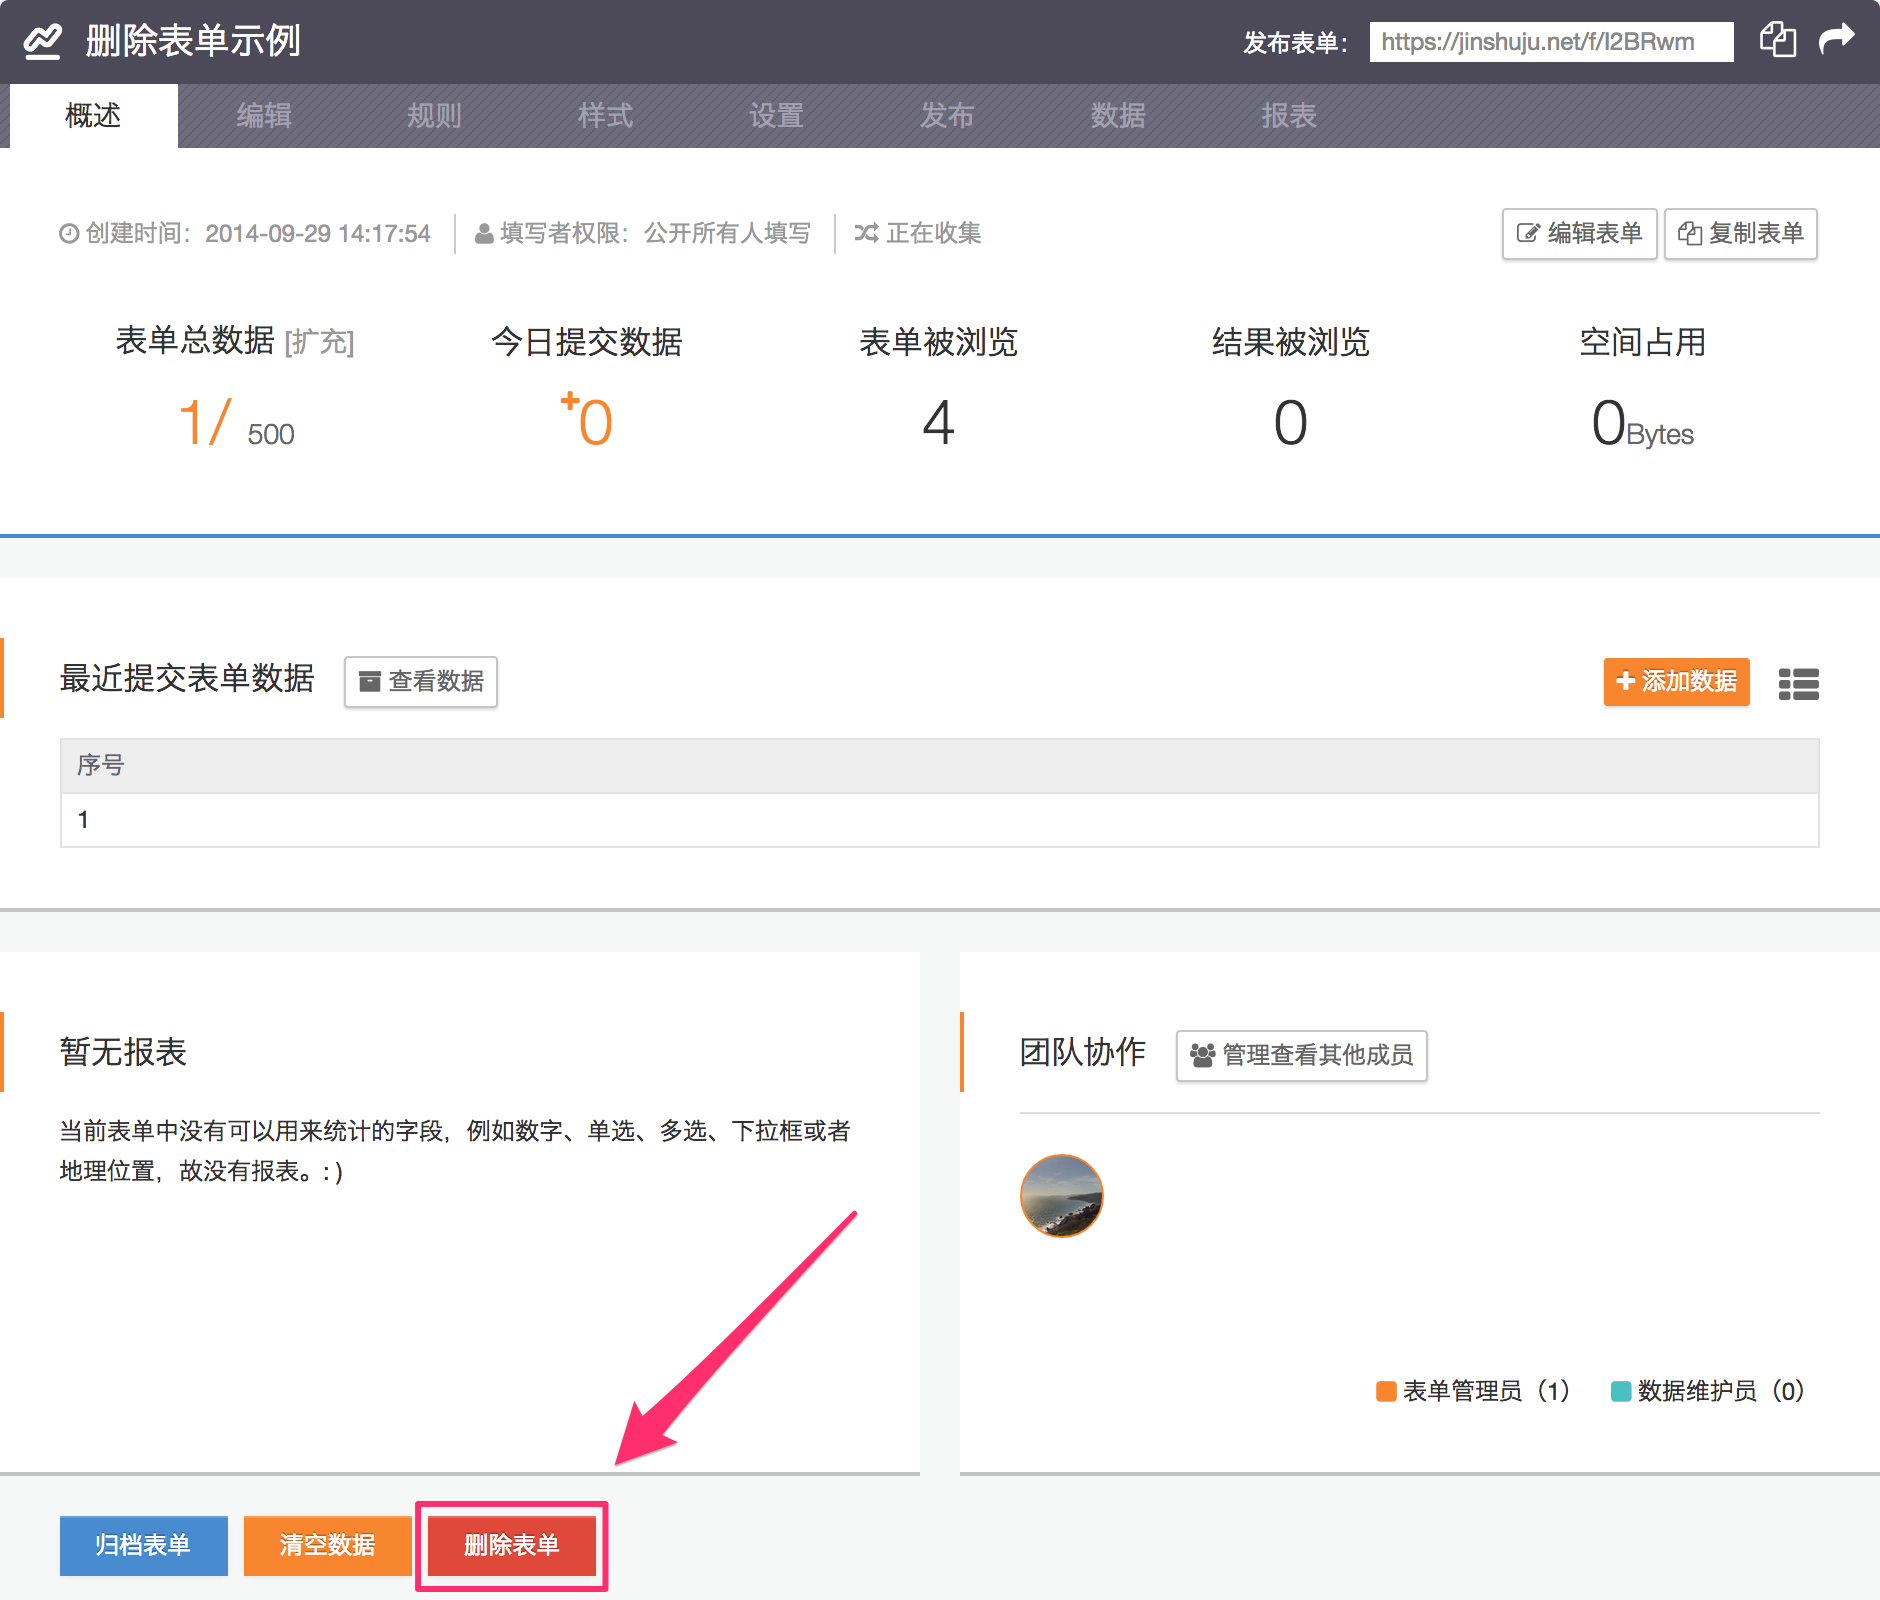 删除表单示例
发布表单： https://jinshuju.net/f/I2BRwm
概述 编辑 规则 样式 设置 发布 数据 报表
创建时间：2014-09-29 14:17:54 填写者权限：公开所有人填写 正在收集 编辑表单 复制表单
表单总数据 [扩充] 今日提交数据 表单被浏览 结果被浏览 空间占用
1/ 500 +0 4 0 0Bytes
最近提交表单数据 查看数据 添加数据
序号
1
暂无报表
当前表单中没有可以用来统计的字段，例如数字、单选、多选、下拉框或者
地理位置，故没有报表。: )
团队协作 管理查看其他成员
表单管理员（1） 数据维护员（0）
归档表单 清空数据 删除表单